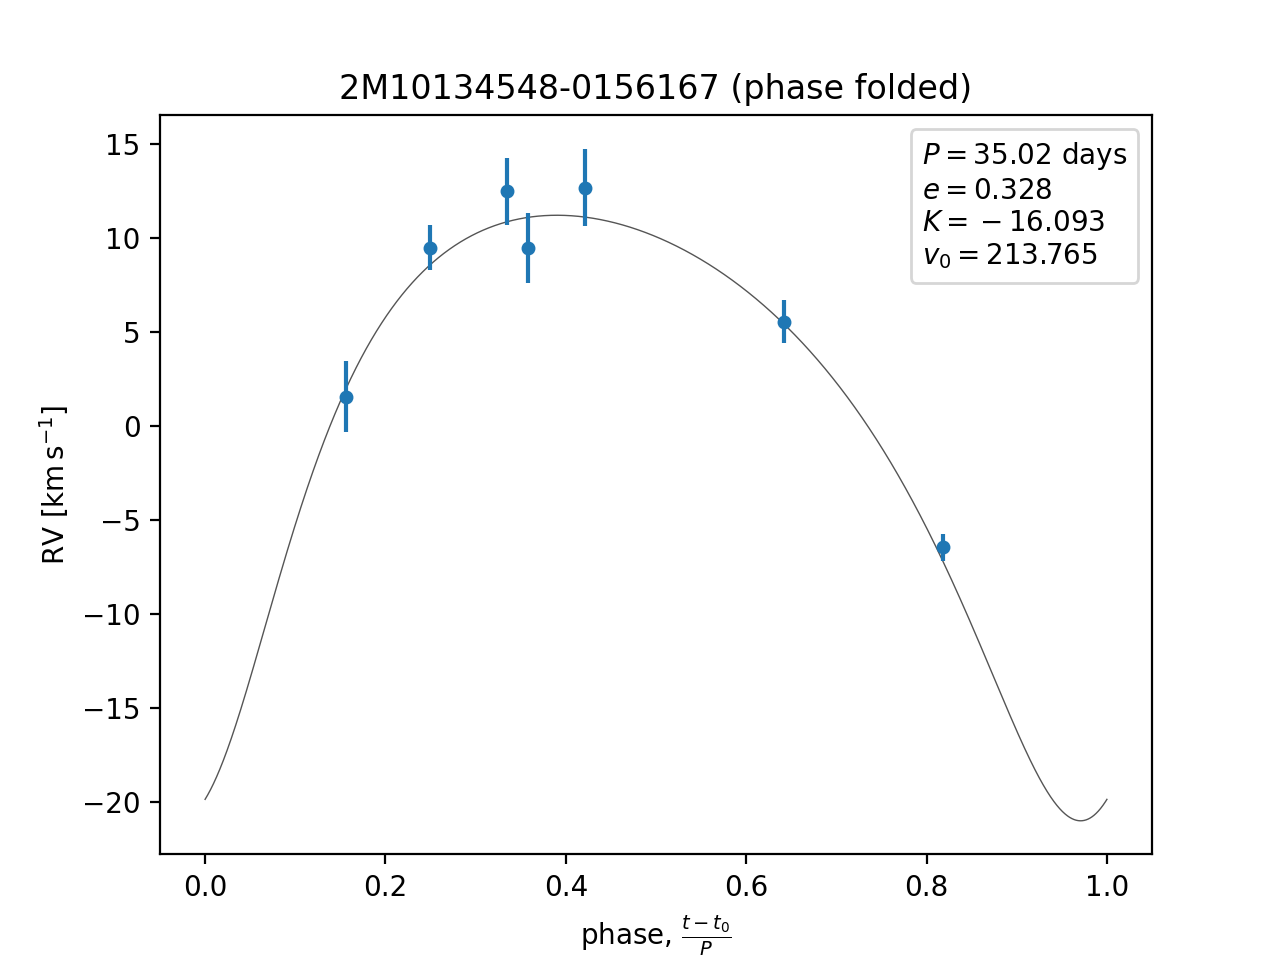 2M10134548-0156167 (phase folded)
P = 35.02 days
e = 0.328
K = −16.093
v₀ = 213.765
15
10
5
0
−5
−10
−15
−20
RV [km s⁻¹]
0.0 0.2 0.4 0.6 0.8 1.0
phase, (t − t₀)/P